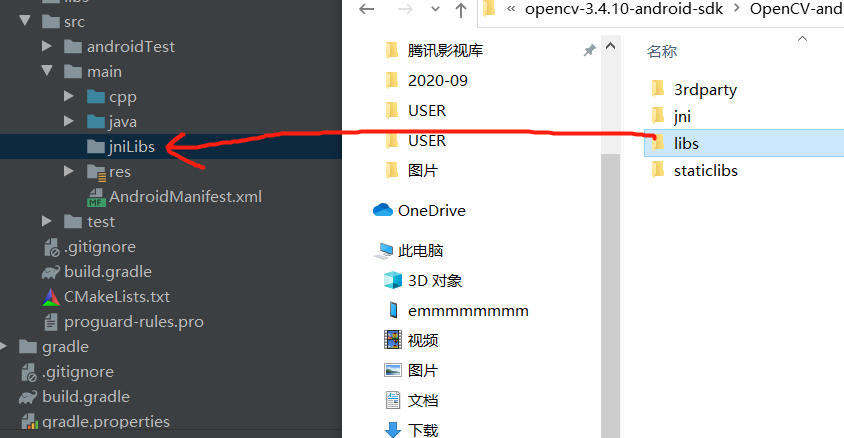 libs
src
androidTest
main
cpp
java
jniLibs
res
AndroidManifest.xml
test
.gitignore
build.gradle
CMakeLists.txt
proguard-rules.pro
gradle
.gitignore
build.gradle
gradle.properties
« opencv-3.4.10-android-sdk > OpenCV-and
腾讯影视库
2020-09
USER
USER
图片
OneDrive
此电脑
3D 对象
emmmmmmmm
视频
图片
文档
下载
名称
3rdparty
jni
libs
staticlibs